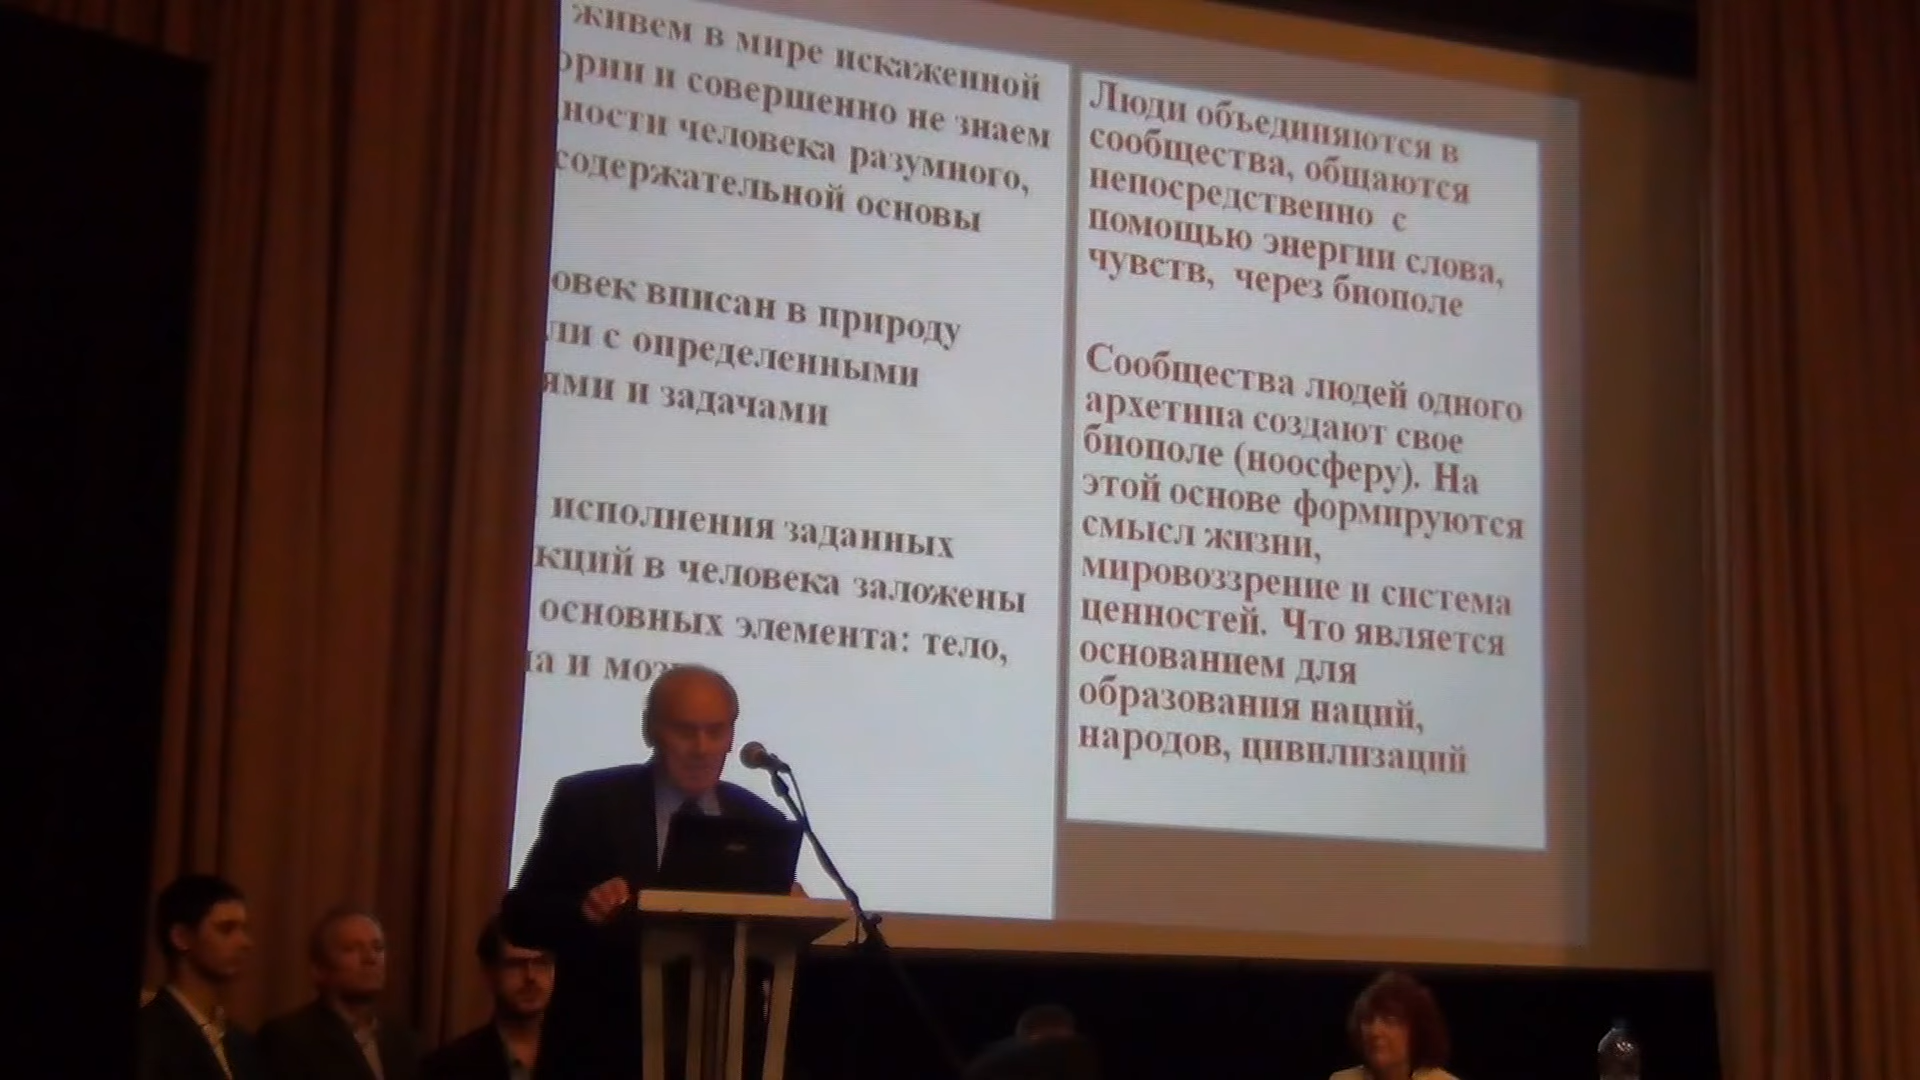 живем в мире искаженной
ории и совершенно не знаем
ности человека разумного,
содержательной основы
овек вписан в природу
ли с определенными
ями и задачами
исполнения заданных
кций в человека заложены
основных элемента: тело,
на и моз
Люди объединяются в
сообщества, общаются
непосредственно с
помощью энергии слова,
чувств, через биополе
Сообщества людей одного
архетипа создают свое
биополе (ноосферу). На
этой основе формируются
смысл жизни,
мировоззрение и система
ценностей. Что является
основанием для
образования наций,
народов, цивилизаций